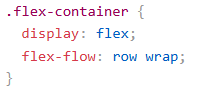 .flex-container {
  display: flex;
  flex-flow: row wrap;
}